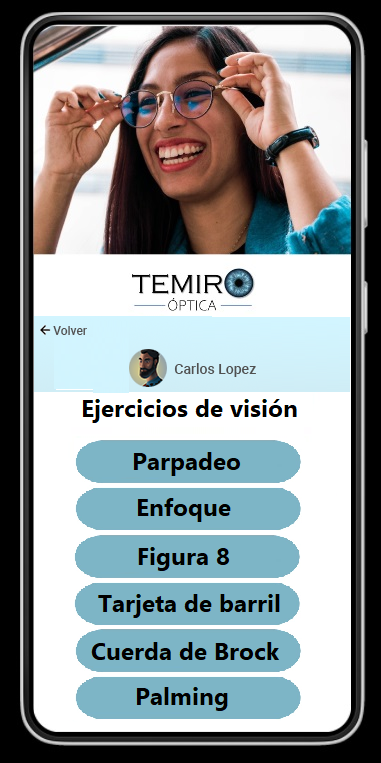 TEMIRO
ÓPTICA
← Volver
Carlos Lopez
Ejercicios de visión
Parpadeo
Enfoque
Figura 8
Tarjeta de barril
Cuerda de Brock
Palming